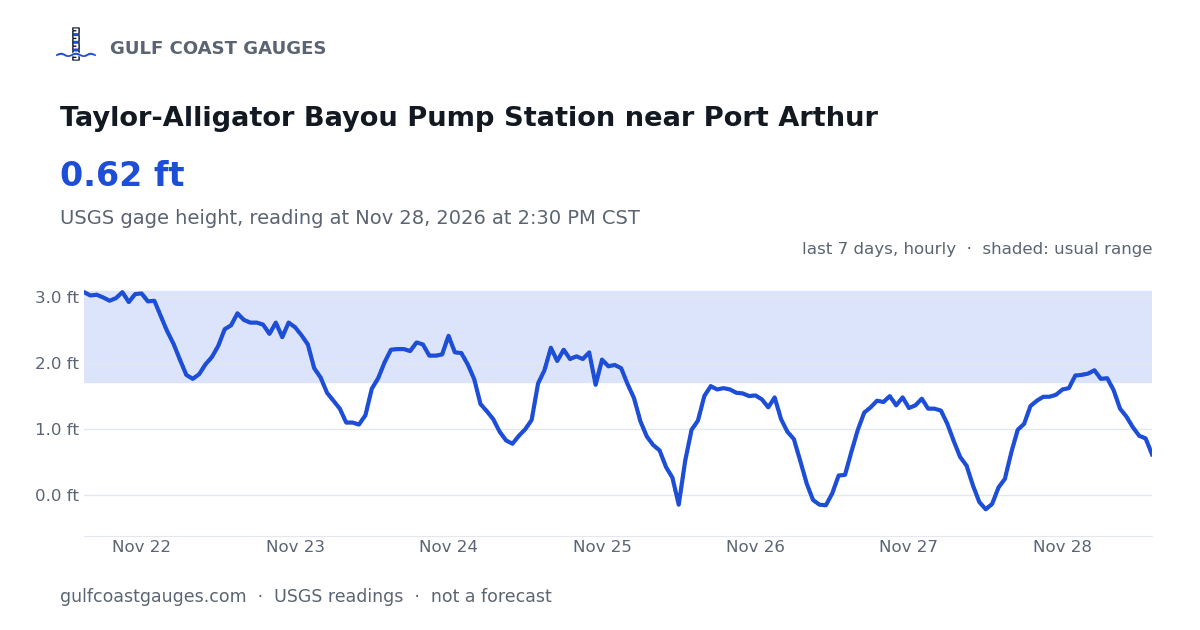 GULF COAST GAUGES
Taylor-Alligator Bayou Pump Station near Port Arthur
0.62 ft
USGS gage height, reading at Nov 28, 2026 at 2:30 PM CST
last 7 days, hourly · shaded: usual range
3.0 ft
2.0 ft
1.0 ft
0.0 ft
Nov 22 Nov 23 Nov 24 Nov 25 Nov 26 Nov 27 Nov 28
gulfcoastgauges.com · USGS readings · not a forecast